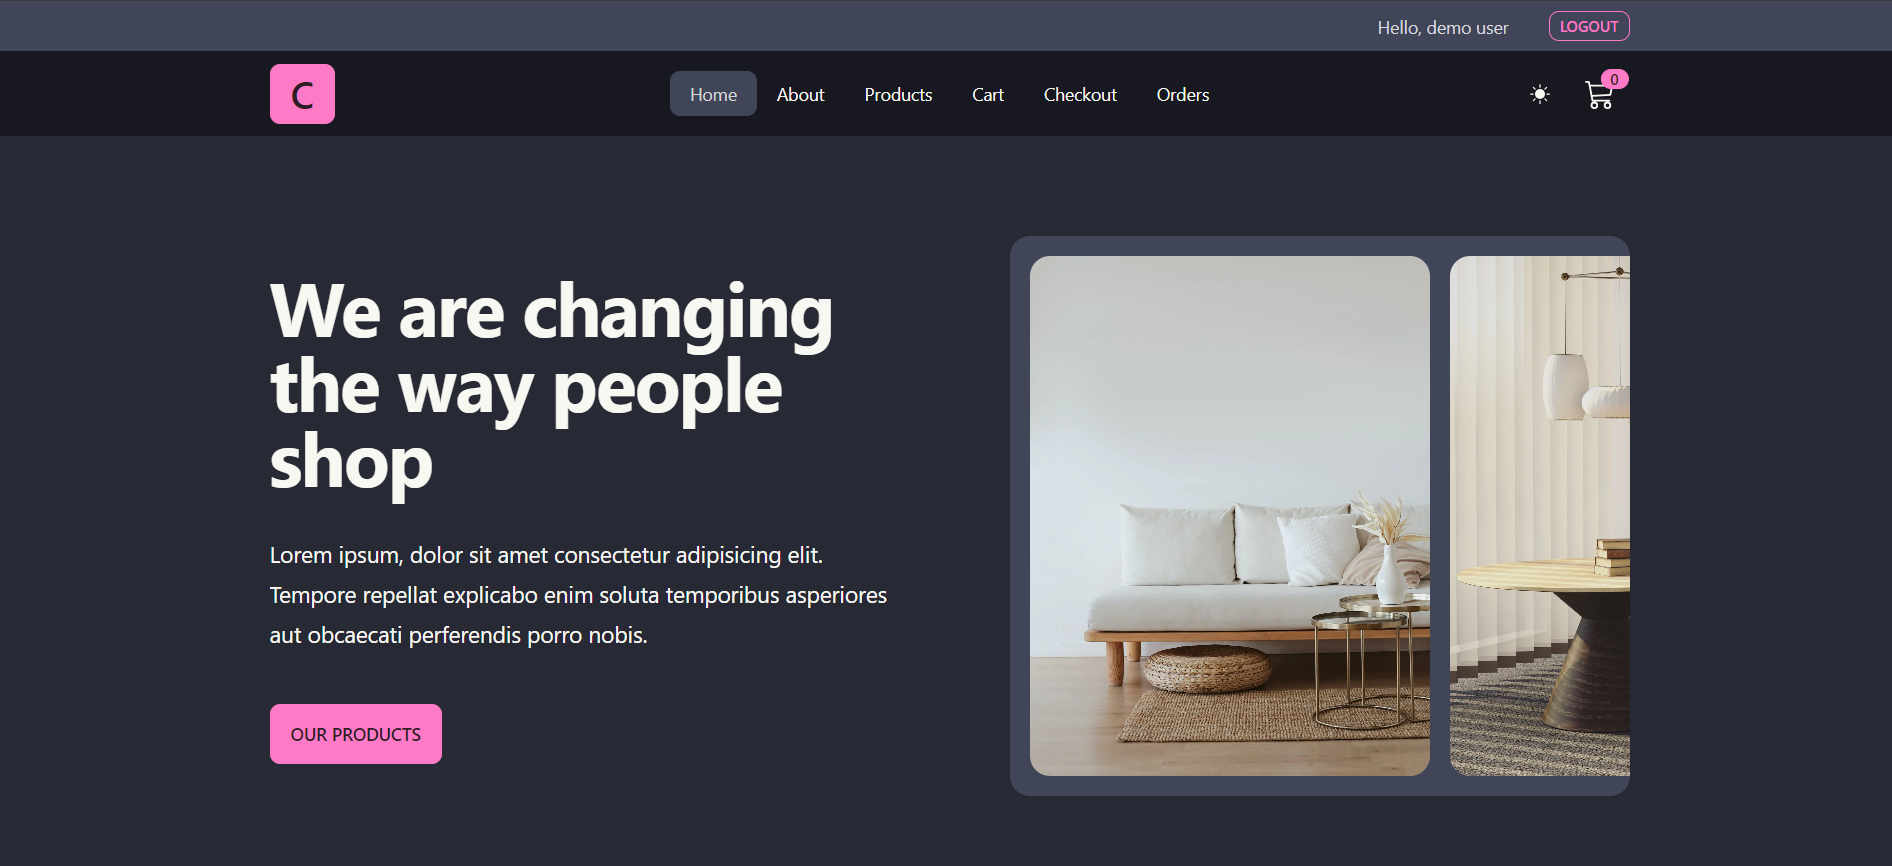 Hello, demo user LOGOUT
C Home About Products Cart Checkout Orders 0
We are changing
the way people
shop
Lorem ipsum, dolor sit amet consectetur adipisicing elit.
Tempore repellat explicabo enim soluta temporibus asperiores
aut obcaecati perferendis porro nobis.
OUR PRODUCTS